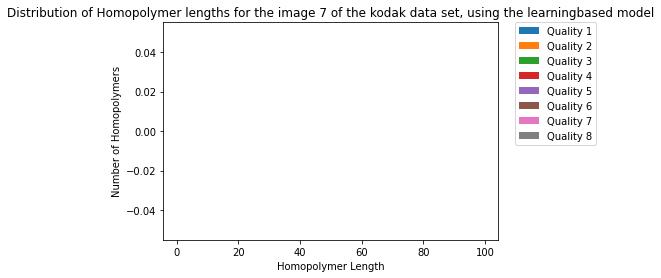 Distribution of Homopolymer lengths for the image 7 of the kodak data set, using the learningbased model
0.04
0.02
0.00
−0.02
−0.04
Number of Homopolymers
0 20 40 60 80 100
Homopolymer Length
Quality 1
Quality 2
Quality 3
Quality 4
Quality 5
Quality 6
Quality 7
Quality 8